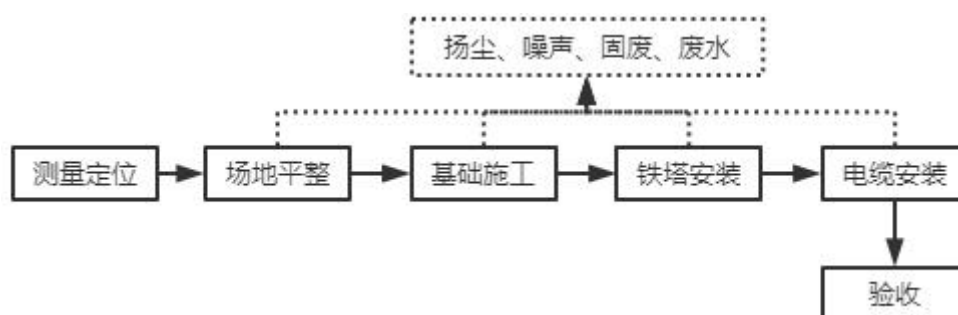 扬尘、噪声、固废、废水
测量定位
场地平整
基础施工
铁塔安装
电缆安装
验收